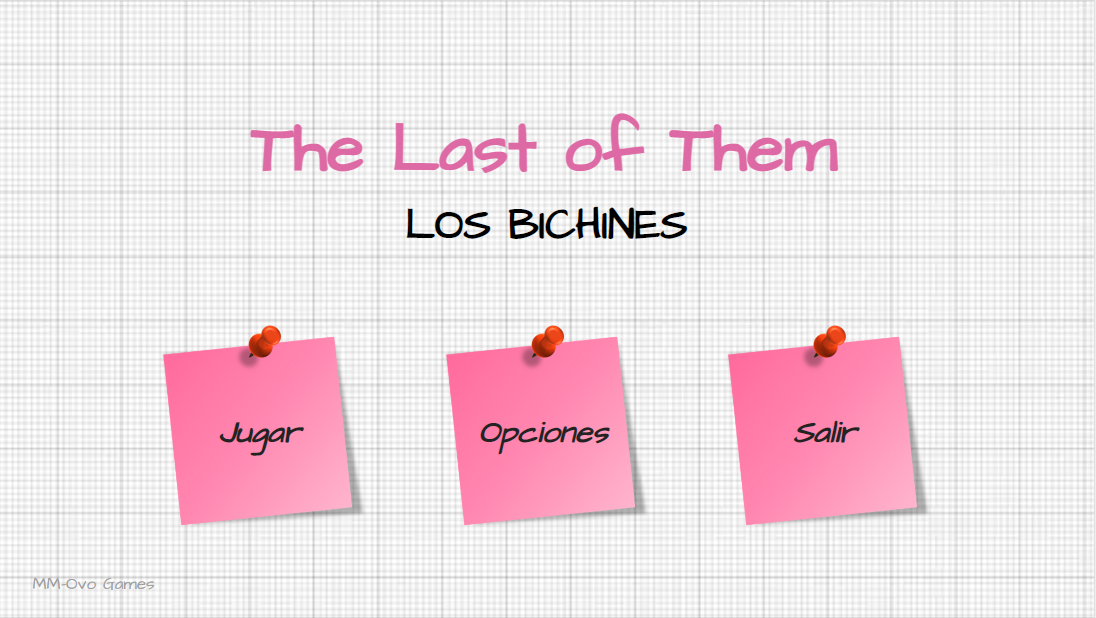 The Last of Them
LOS BICHINES
Jugar
Opciones
Salir
MM-Ovo Games